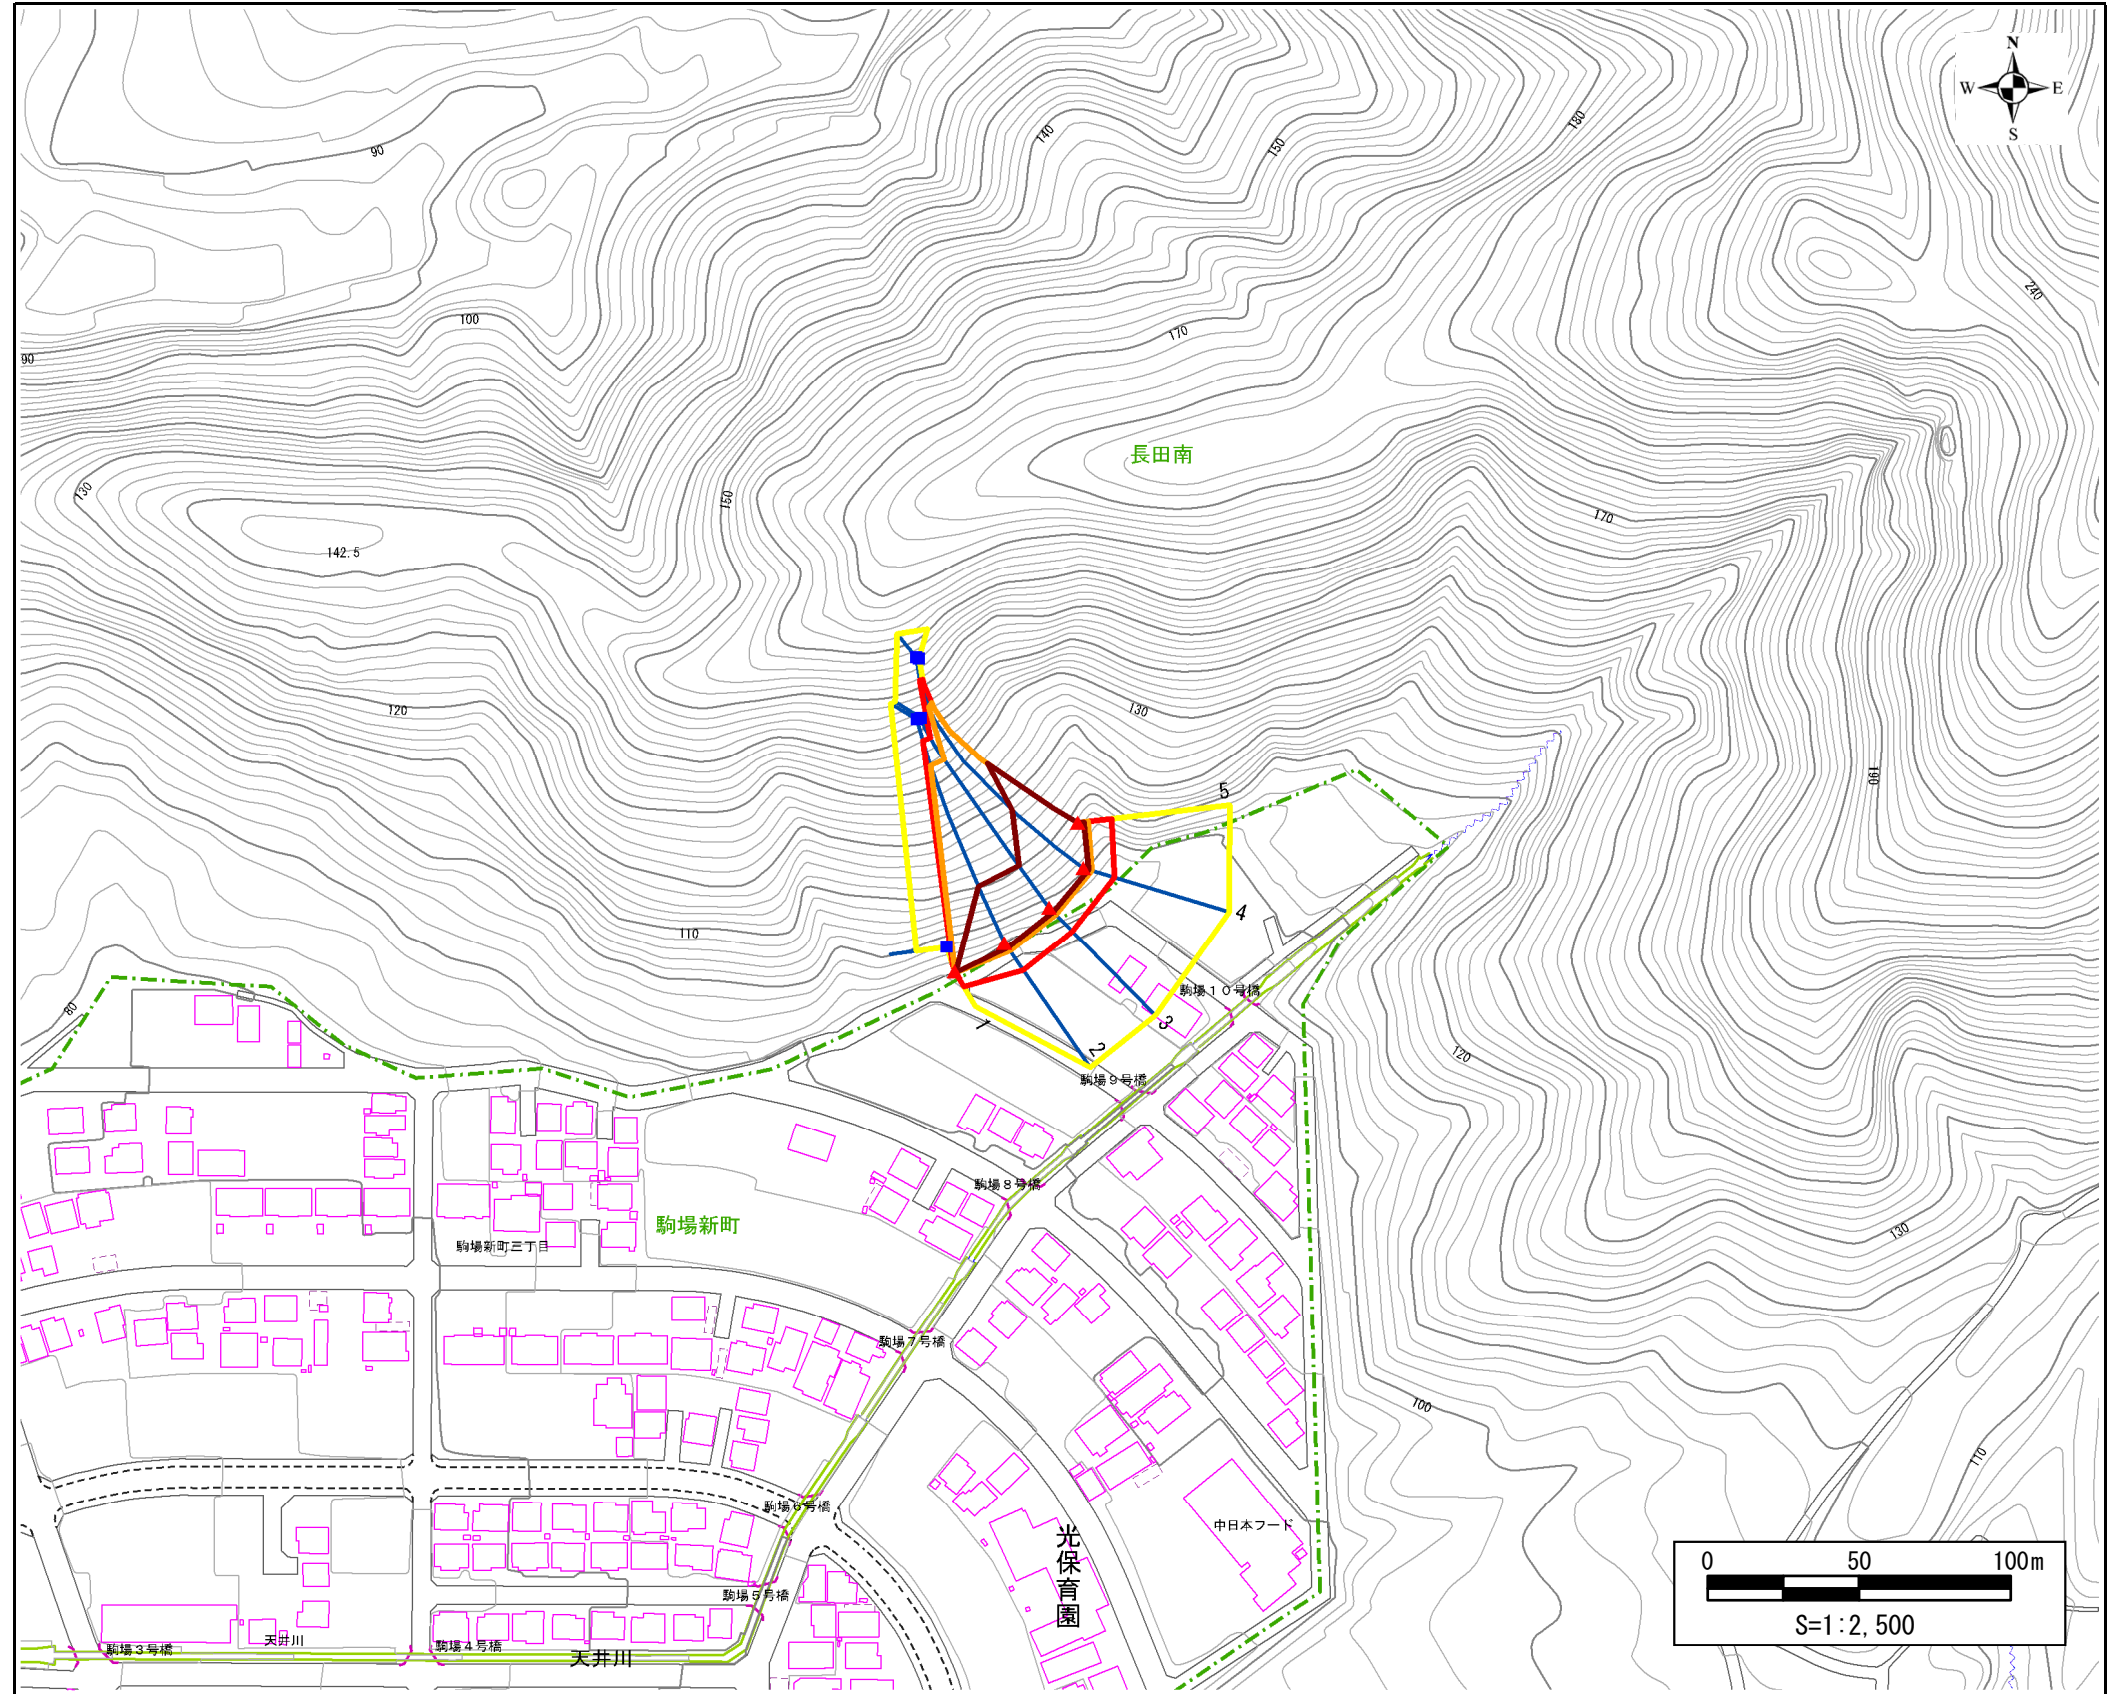 N
W E
S
90
140
150
180
240
100
90
170
長田南
130
150
170
142.5
120
130
190
5
4
110
駒場10号橋
80
1
3
2
120
駒場9号橋
駒場8号橋
駒場新町
駒場新町三丁目
130
駒場7号橋
100
110
駒場6号橋
中日本フード
光保育園
0 50 100m
S=1:2,500
駒場5号橋
天井川
駒場3号橋
駒場4号橋
天井川